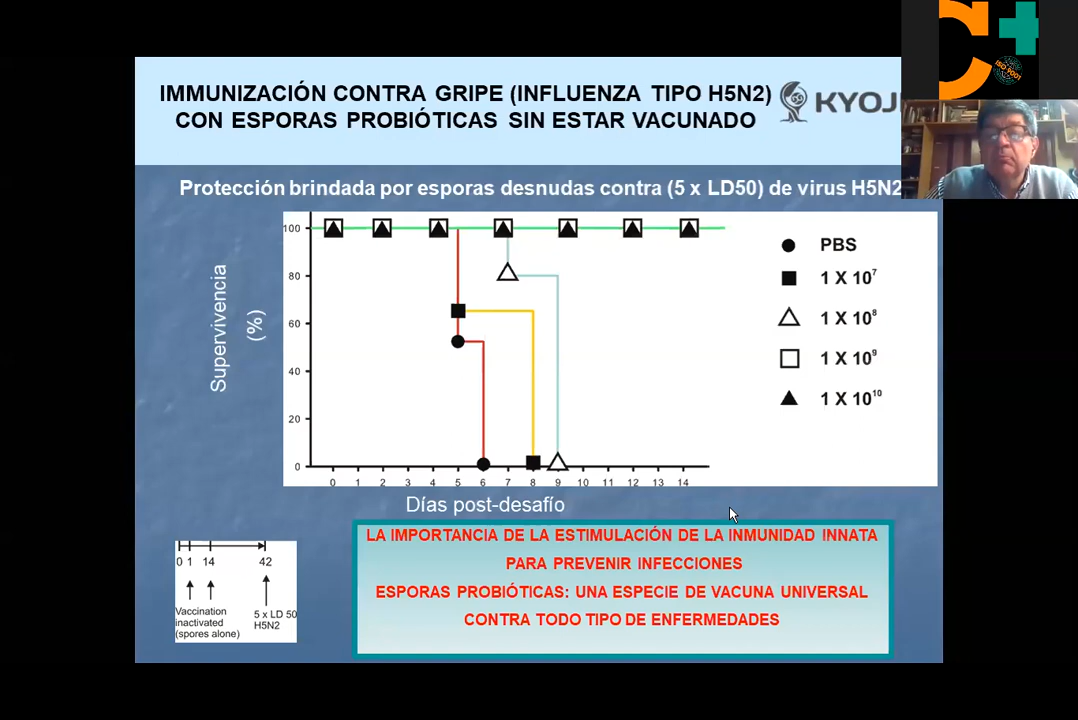 ISO 9001
IMMUNIZACIÓN CONTRA GRIPE (INFLUENZA TIPO H5N2)
CON ESPORAS PROBIÓTICAS SIN ESTAR VACUNADO
Protección brindada por esporas desnudas contra (5 x LD50) de virus H5N2
Supervivencia
(%)
100
80
60
40
20
0
0 1 2 3 4 5 6 7 8 9 10 11 12 13 14
Días post-desafío
PBS
1 X 10⁷
1 X 10⁸
1 X 10⁹
1 X 10¹⁰
0 1 14 42
Vaccination
inactivated
(spores alone)
5 x LD 50
H5N2
LA IMPORTANCIA DE LA ESTIMULACIÓN DE LA INMUNIDAD INNATA
PARA PREVENIR INFECCIONES
ESPORAS PROBIÓTICAS: UNA ESPECIE DE VACUNA UNIVERSAL
CONTRA TODO TIPO DE ENFERMEDADES